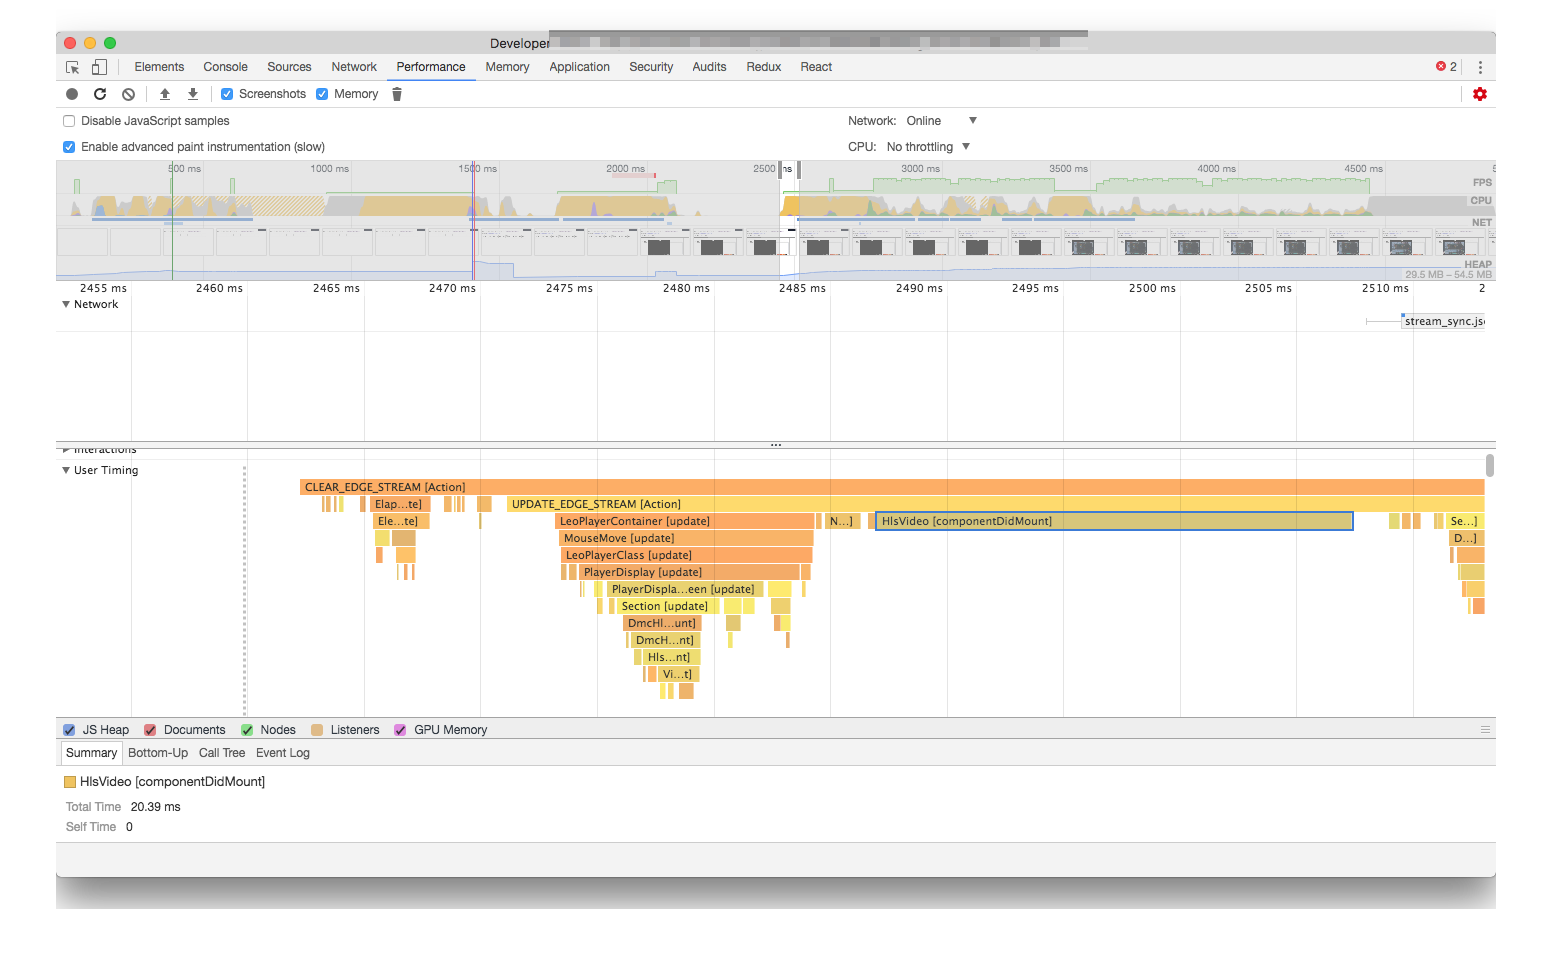 Developer
Elements Console Sources Network Performance Memory Application Security Audits Redux React 2
Screenshots Memory
Disable JavaScript samples Network: Online
Enable advanced paint instrumentation (slow) CPU: No throttling
500 ms 1000 ms 1500 ms 2000 ms 2500 ms 3000 ms 3500 ms 4000 ms 4500 ms 5
FPS
CPU
NET
HEAP
29.5 MB – 54.5 MB
2455 ms 2460 ms 2465 ms 2470 ms 2475 ms 2480 ms 2485 ms 2490 ms 2495 ms 2500 ms 2505 ms 2510 ms 2
Network
stream_sync.js
...
Interactions
User Timing
CLEAR_EDGE_STREAM [Action]
Elap...te] UPDATE_EDGE_STREAM [Action]
Ele...te] LeoPlayerContainer [update] N...] HlsVideo [componentDidMount] Se...]
MouseMove [update] D...]
LeoPlayerClass [update]
PlayerDisplay [update]
PlayerDispla...een [update]
Section [update]
DmcHl...unt]
DmcH...nt]
Hls...nt]
Vi...t]
JS Heap Documents Nodes Listeners GPU Memory
Summary Bottom-Up Call Tree Event Log
HlsVideo [componentDidMount]
Total Time 20.39 ms
Self Time 0